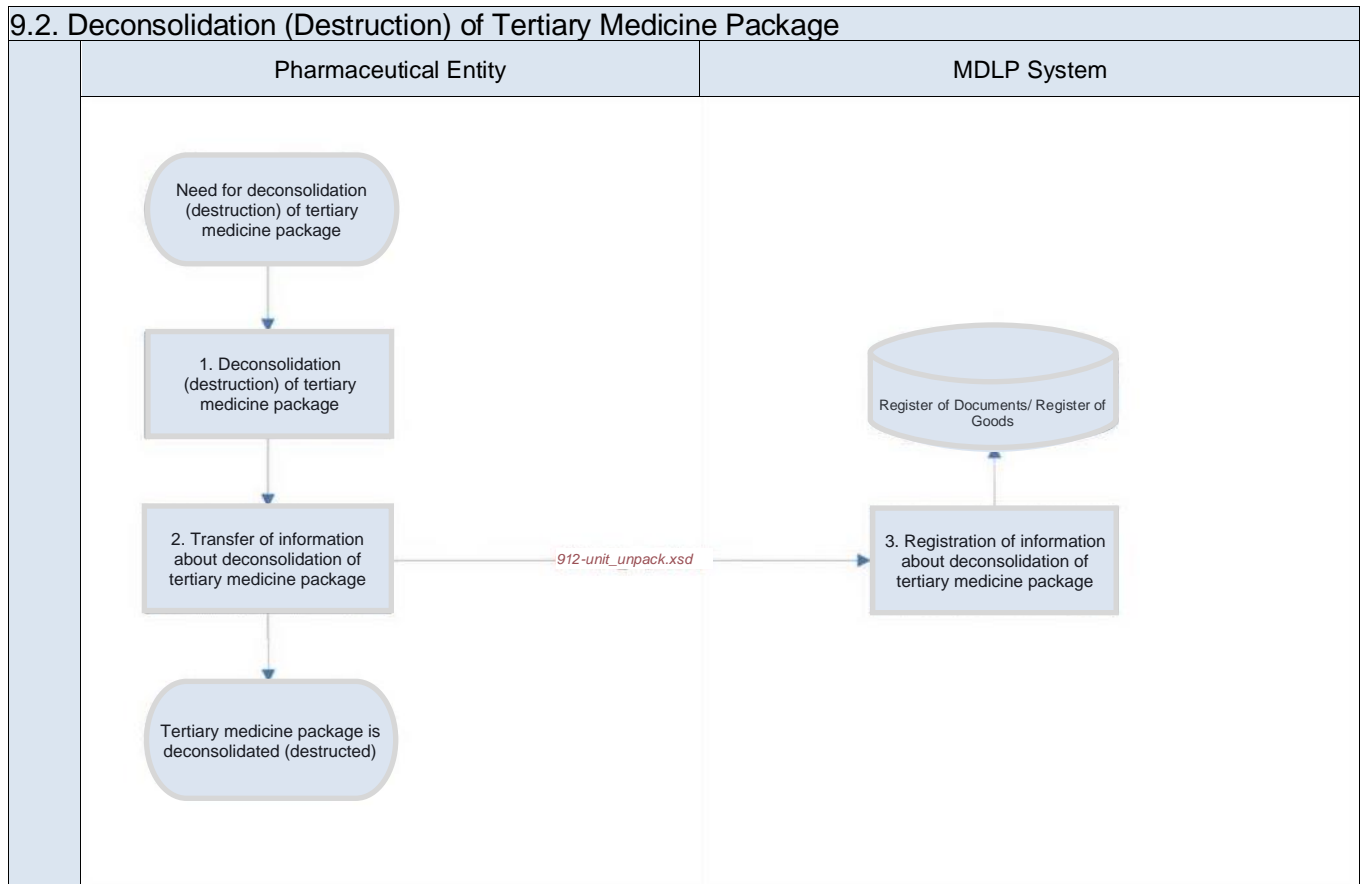 9.2. Deconsolidation (Destruction) of Tertiary Medicine Package
Pharmaceutical Entity
MDLP System
Need for deconsolidation
(destruction) of tertiary
medicine package
1. Deconsolidation
(destruction) of tertiary
medicine package
Register of Documents/ Register of
Goods
2. Transfer of information
about deconsolidation of
tertiary medicine package
912-unit_unpack.xsd
3. Registration of information
about deconsolidation of
tertiary medicine package
Tertiary medicine package is
deconsolidated (destructed)